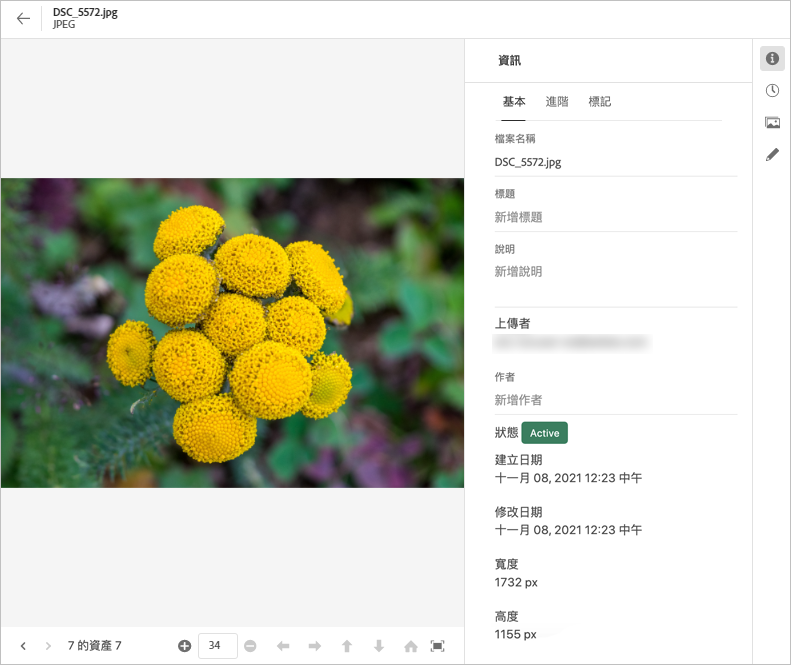 DSC_5572.jpg
JPEG
資訊
基本 進階 標記
檔案名稱
DSC_5572.jpg
標題
新增標題
說明
新增說明
上傳者
作者
新增作者
狀態 Active
建立日期
十一月 08, 2021 12:23 中午
修改日期
十一月 08, 2021 12:23 中午
寬度
1732 px
高度
1155 px
7 的資產 7
34